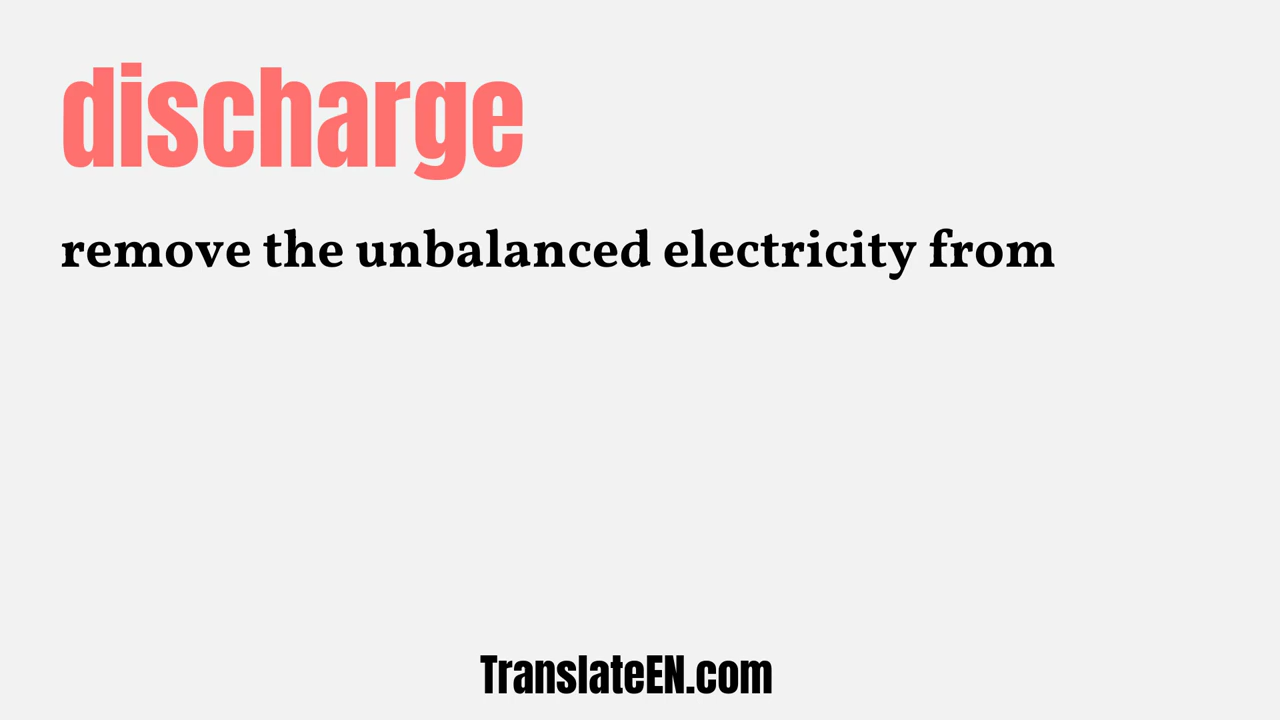 discharge
remove the unbalanced electricity from
TranslateEN.com